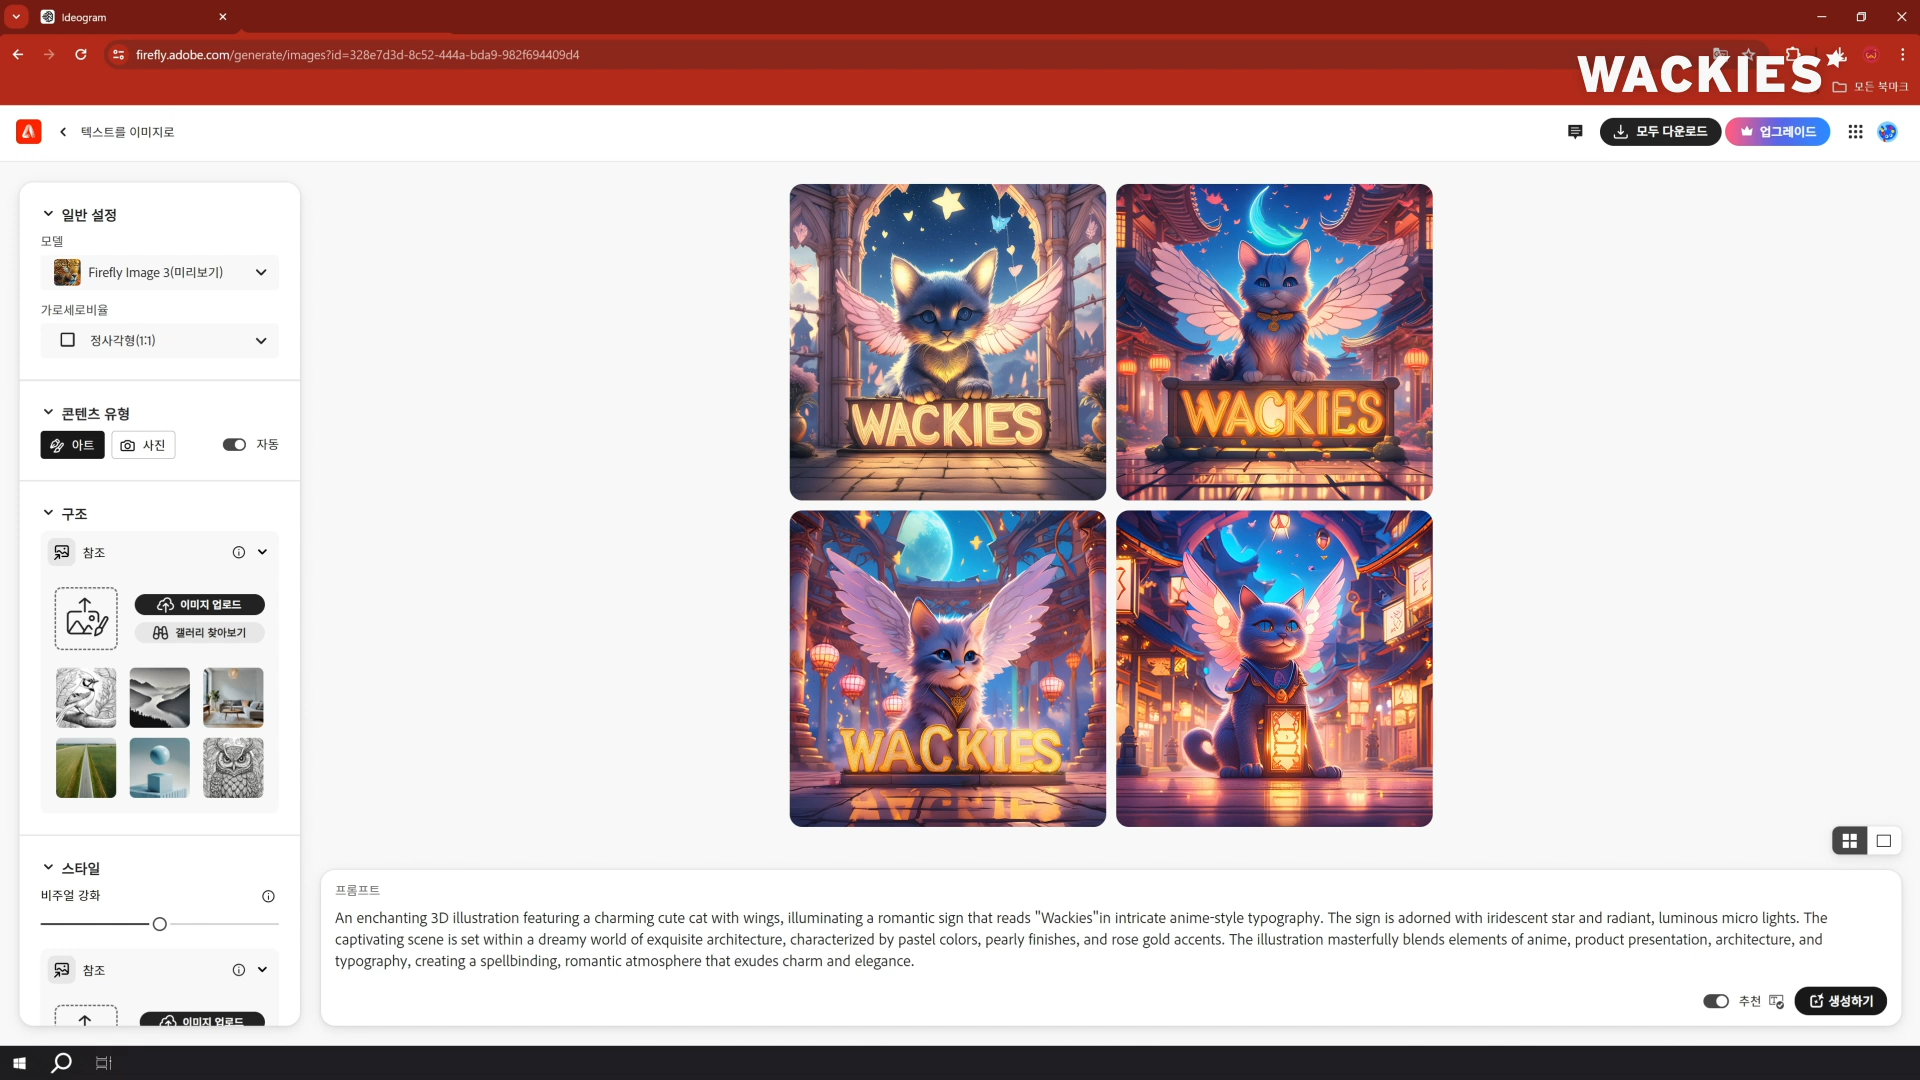 Ideogram
firefly.adobe.com/generate/images?id=328e7d3d-8c52-444a-bda9-982f694409d4
WACKIES
모든 북마크
텍스트를 이미지로
모두 다운로드
업그레이드
일반 설정
모델
Firefly Image 3(미리보기)
가로세로비율
정사각형(1:1)
콘텐츠 유형
아트
사진
자동
구조
참조
이미지 업로드
갤러리 찾아보기
스타일
비주얼 강화
참조
이미지 업로드
WACKIES
WACKIES
WACKIES
프롬프트
An enchanting 3D illustration featuring a charming cute cat with wings, illuminating a romantic sign that reads "Wackies"in intricate anime-style typography. The sign is adorned with iridescent star and radiant, luminous micro lights. The
captivating scene is set within a dreamy world of exquisite architecture, characterized by pastel colors, pearly finishes, and rose gold accents. The illustration masterfully blends elements of anime, product presentation, architecture, and
typography, creating a spellbinding, romantic atmosphere that exudes charm and elegance.
추천
생성하기